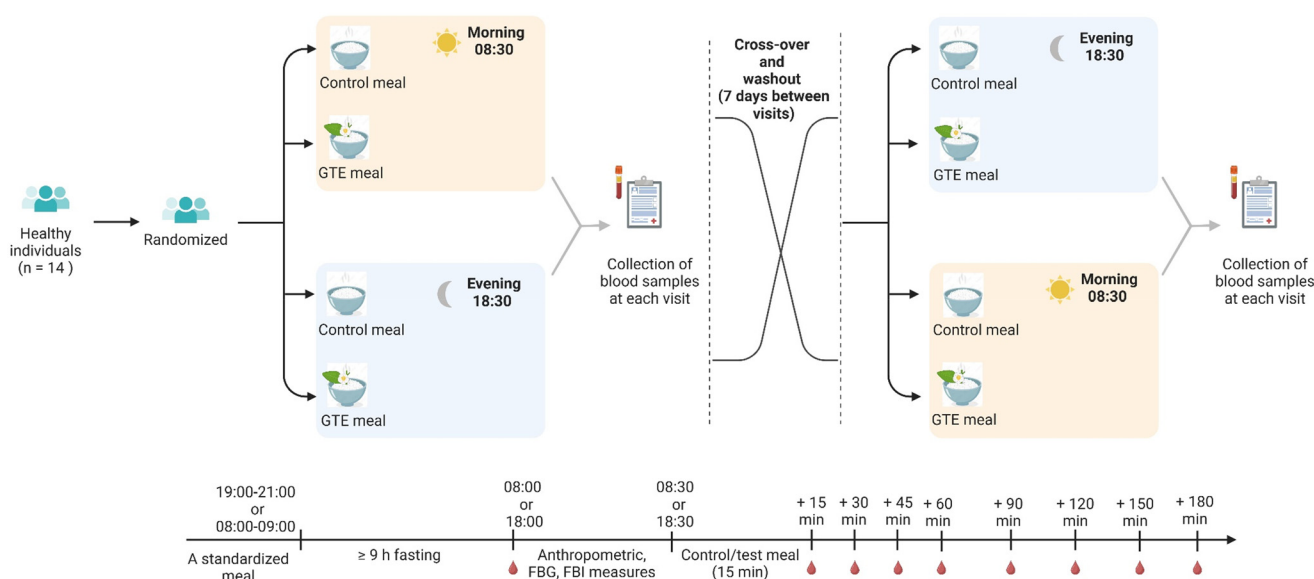 Healthy
individuals
(n = 14 )
Randomized
Morning
08:30
Control meal
GTE meal
Evening
18:30
Control meal
GTE meal
Collection of
blood samples
at each visit
Cross-over
and
washout
(7 days between
visits)
Evening
18:30
Control meal
GTE meal
Morning
08:30
Control meal
GTE meal
Collection of
blood samples
at each visit
19:00-21:00
or
08:00-09:00
08:00
or
18:00
08:30
or
18:30
+ 15
min
+ 30
min
+ 45
min
+ 60
min
+ 90
min
+ 120
min
+ 150
min
+ 180
min
A standardized
meal
≥ 9 h fasting
Anthropometric,
FBG, FBI measures
Control/test meal
(15 min)